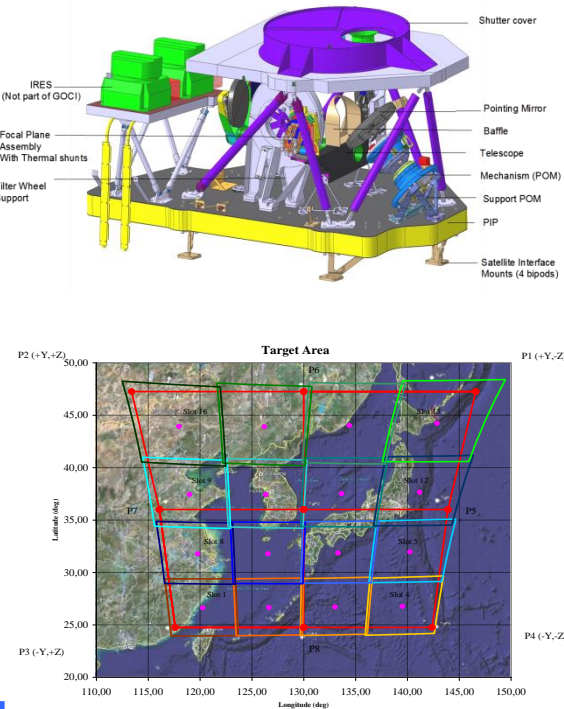 Shutter cover
IRES
(Not part of GOCI)
Pointing Mirror
Baffle
Focal Plane
Assembly
With Thermal shunts
Telescope
Mechanism (POM)
ilter Wheel
Support
Support POM
PIP
Satellite Interface
Mounts (4 bipods)
Target Area
P2 (+Y,+Z)
P1 (+Y,-Z
50,00
P6
45,00
Slot 16
Slot 13
40,00
Slot 9
Slot 12
35,00
P7
P5
Latitude (deg)
30,00
Slot 8
Slot 5
25,00
Slot 1
Slot 4
P3 (-Y,+Z)
P8
P4 (-Y,-Z
20,00
110,00 115,00 120,00 125,00 130,00 135,00 140,00 145,00 150,00
Longitude (deg)